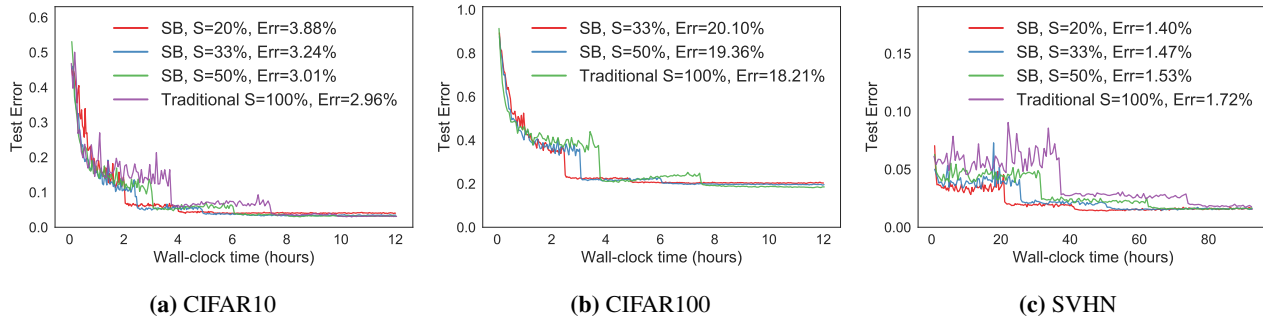 SB, S=20%, Err=3.88%
SB, S=33%, Err=3.24%
SB, S=50%, Err=3.01%
Traditional S=100%, Err=2.96%
Test Error
0.6
0.5
0.4
0.3
0.2
0.1
0.0
0 2 4 6 8 10 12
Wall-clock time (hours)
(a) CIFAR10
SB, S=33%, Err=20.10%
SB, S=50%, Err=19.36%
Traditional S=100%, Err=18.21%
Test Error
1.0
0.8
0.6
0.4
0.2
0.0
0 2 4 6 8 10 12
Wall-clock time (hours)
(b) CIFAR100
SB, S=20%, Err=1.40%
SB, S=33%, Err=1.47%
SB, S=50%, Err=1.53%
Traditional S=100%, Err=1.72%
Test Error
0.15
0.10
0.05
0.00
0 20 40 60 80
Wall-clock time (hours)
(c) SVHN